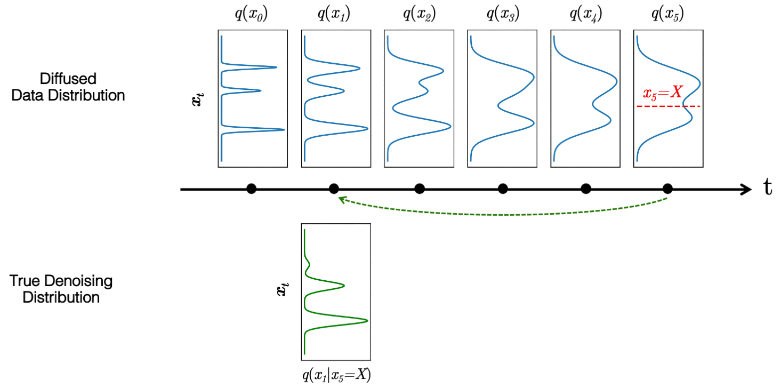 q(x₀) q(x₁) q(x₂) q(x₃) q(x₄) q(x₅)
Diffused
Data Distribution
xₜ
x₅=X
t
True Denoising
Distribution
xₜ
q(x₁|x₅=X)